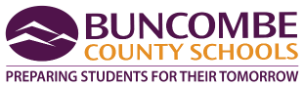 BUNCOMBE
COUNTY SCHOOLS
PREPARING STUDENTS FOR THEIR TOMORROW